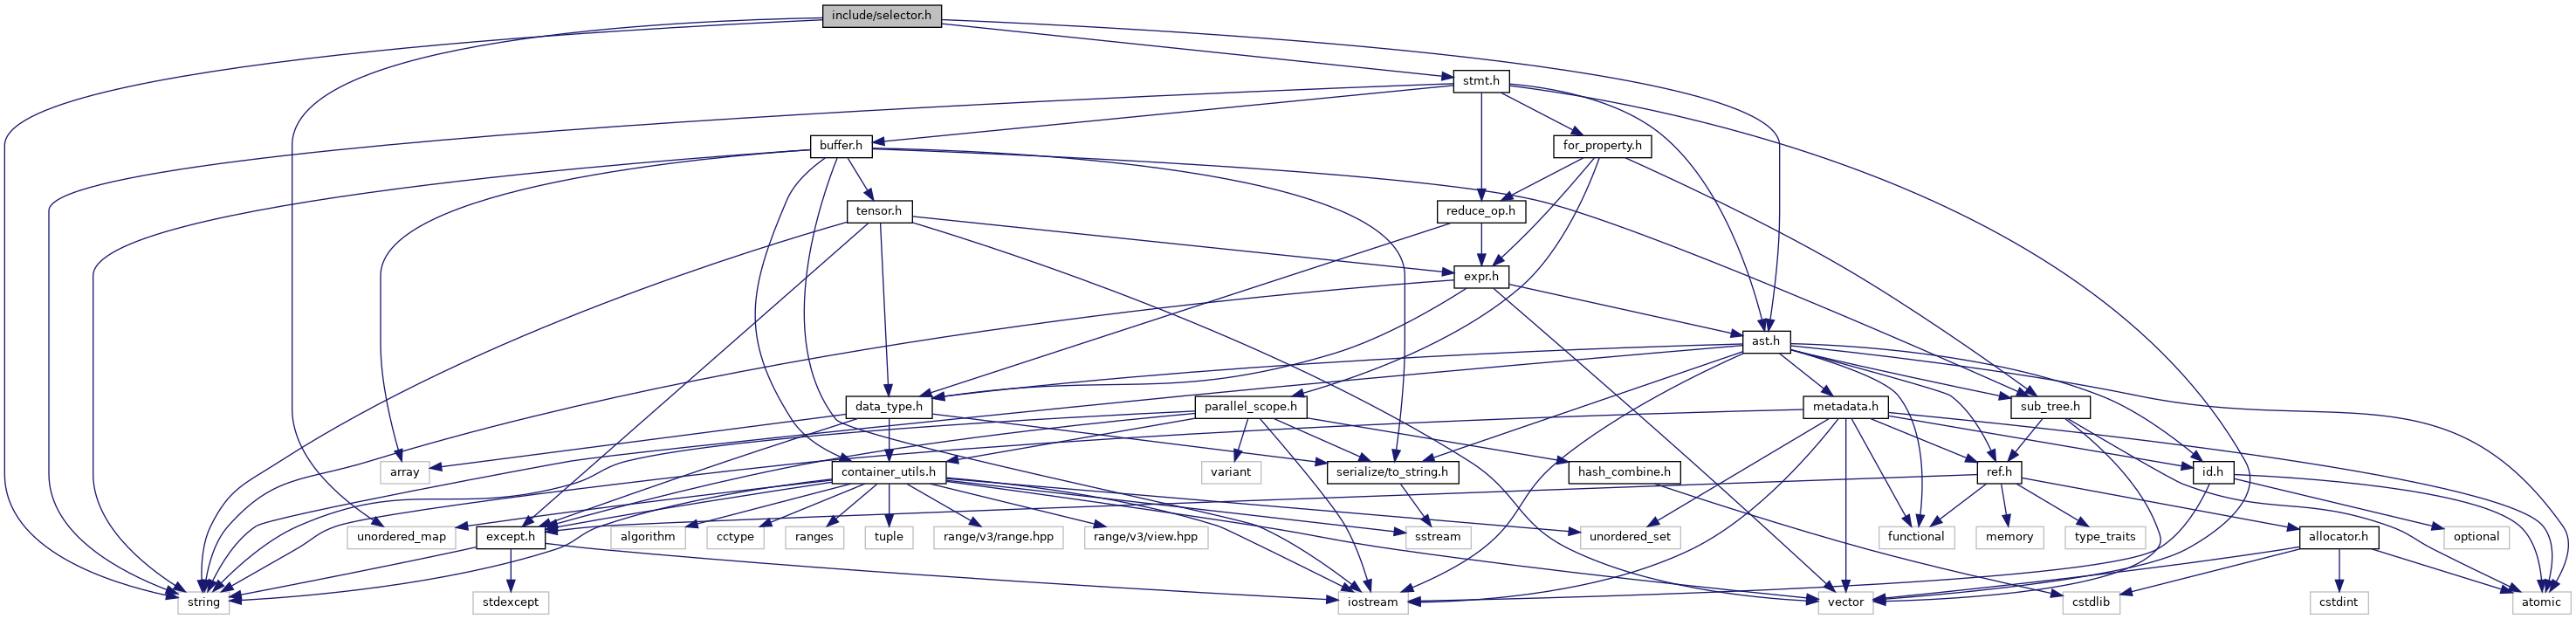 include/selector.h
stmt.h
buffer.h
for_property.h
tensor.h
reduce_op.h
expr.h
ast.h
data_type.h
parallel_scope.h
metadata.h
sub_tree.h
array
container_utils.h
variant
serialize/to_string.h
hash_combine.h
ref.h
id.h
unordered_map
except.h
algorithm
cctype
ranges
tuple
range/v3/range.hpp
range/v3/view.hpp
sstream
unordered_set
functional
memory
type_traits
allocator.h
optional
string
stdexcept
iostream
vector
cstdlib
cstdint
atomic